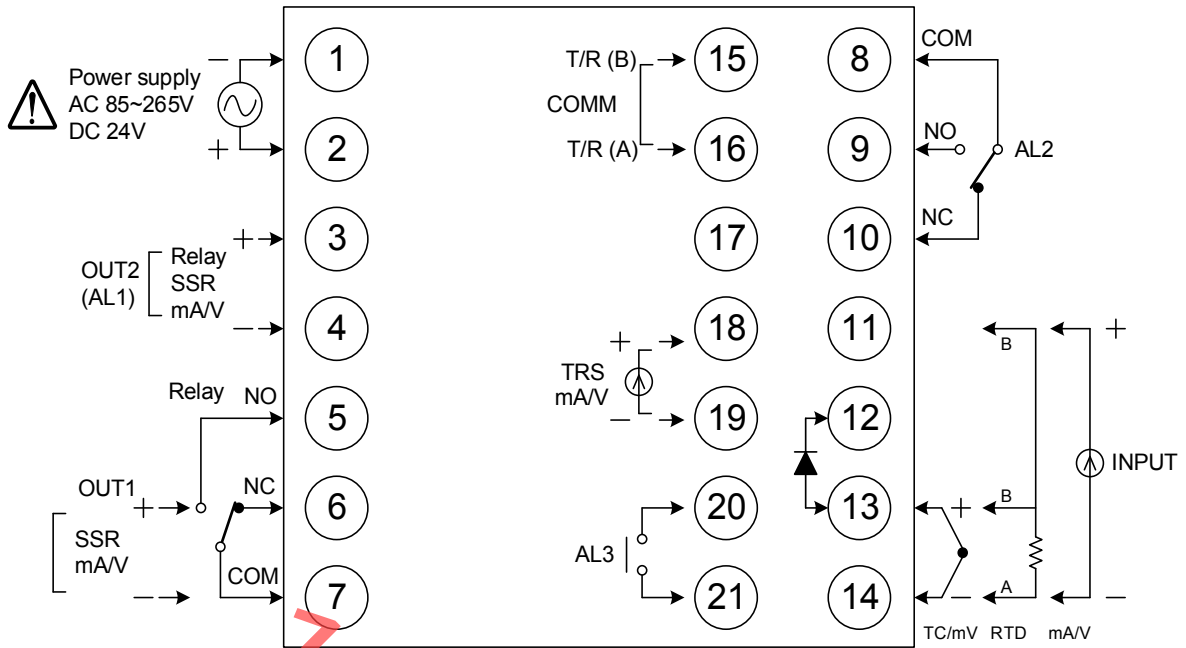 Power supply
AC 85~265V
DC 24V
−
+
1
2
3
4
5
6
7
OUT2
(AL1)
Relay
SSR
mA/V
+
−
Relay NO
OUT1
+
NC
SSR
mA/V
COM
−
T/R (B)
COMM
T/R (A)
15
16
17
18
19
20
21
+
TRS
mA/V
−
AL3
8
9
10
11
12
13
14
COM
NO
AL2
NC
B
+
INPUT
+
B
−
A
−
TC/mV RTD mA/V